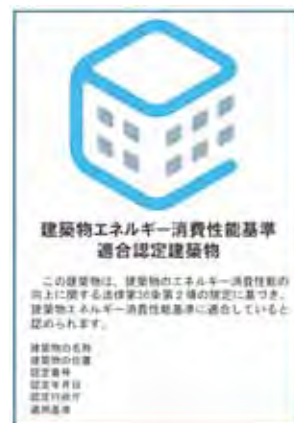 建築物エネルギー消費性能基準
適合認定建築物
この建築物は、建築物のエネルギー消費性能の
向上に関する法律第36条第2項の規定に基づき、
建築物エネルギー消費性能基準に適合していると
認められます。
建築物の名称
建築物の位置
認定番号
認定年月日
認定行政庁
適用基準